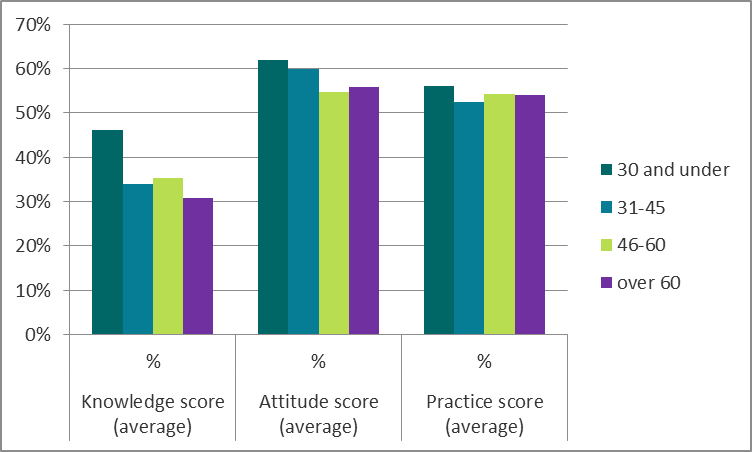 70%
60%
50%
40%
30%
20%
10%
0%
30 and under
31-45
46-60
over 60
% % %
Knowledge score Attitude score Practice score
(average) (average) (average)